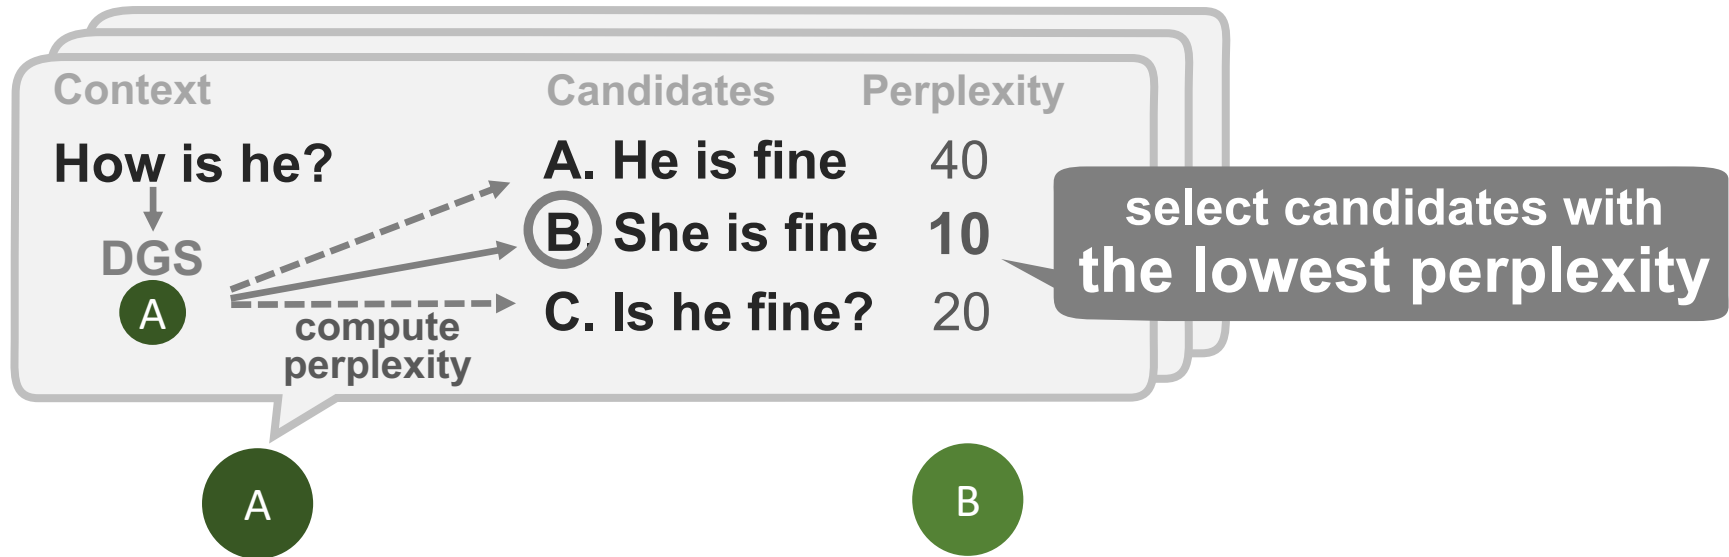 Context Candidates Perplexity
How is he? A. He is fine 40
DGS B. She is fine 10
A C. Is he fine? 20
compute
perplexity
select candidates with
the lowest perplexity
A B